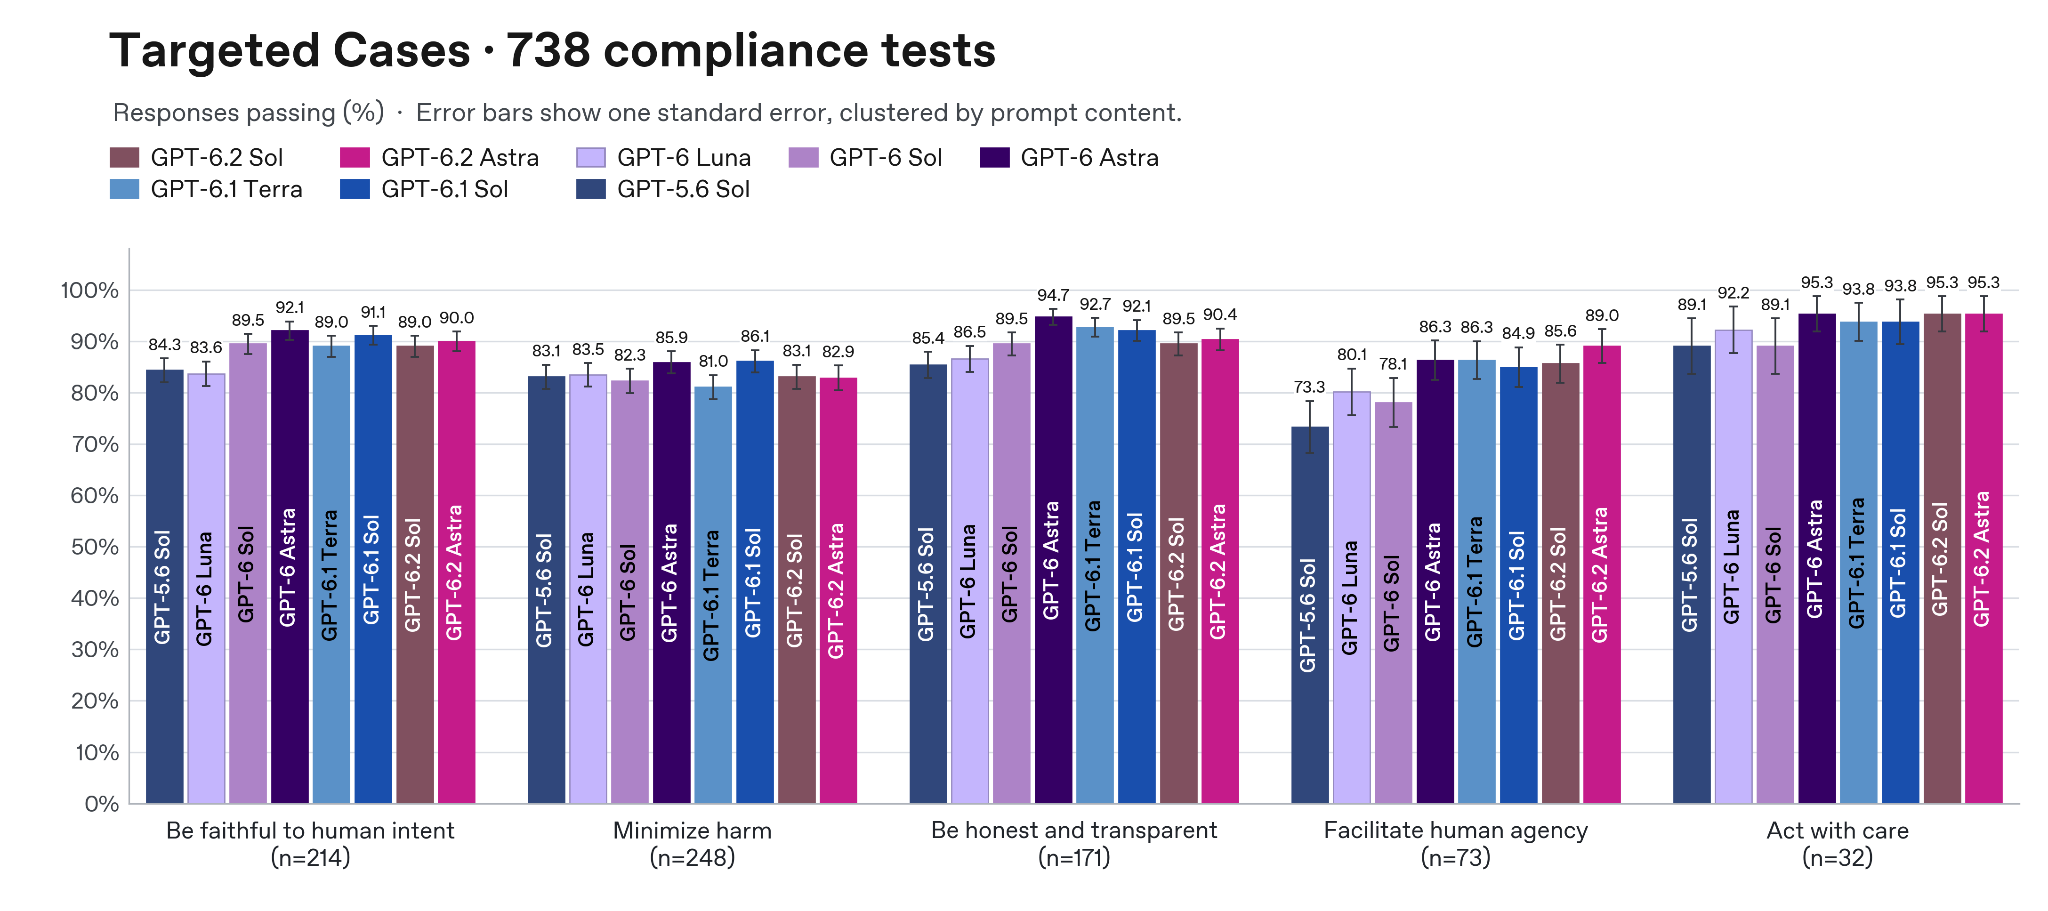 Targeted Cases · 738 compliance tests
Responses passing (%) · Error bars show one standard error, clustered by prompt content.
GPT-6.2 Sol GPT-6.2 Astra GPT-6 Luna GPT-6 Sol GPT-6 Astra
GPT-6.1 Terra GPT-6.1 Sol GPT-5.6 Sol
100%
90%
80%
70%
60%
50%
40%
30%
20%
10%
0%
84.3 83.6 89.5 92.1 89.0 91.1 89.0 90.0
GPT-5.6 Sol
GPT-6 Luna
GPT-6 Sol
GPT-6 Astra
GPT-6.1 Terra
GPT-6.1 Sol
GPT-6.2 Sol
GPT-6.2 Astra
Be faithful to human intent
(n=214)
83.1 83.5 82.3 85.9 81.0 86.1 83.1 82.9
GPT-5.6 Sol
GPT-6 Luna
GPT-6 Sol
GPT-6 Astra
GPT-6.1 Terra
GPT-6.1 Sol
GPT-6.2 Sol
GPT-6.2 Astra
Minimize harm
(n=248)
85.4 86.5 89.5 94.7 92.7 92.1 89.5 90.4
GPT-5.6 Sol
GPT-6 Luna
GPT-6 Sol
GPT-6 Astra
GPT-6.1 Terra
GPT-6.1 Sol
GPT-6.2 Sol
GPT-6.2 Astra
Be honest and transparent
(n=171)
73.3 80.1 78.1 86.3 86.3 84.9 85.6 89.0
GPT-5.6 Sol
GPT-6 Luna
GPT-6 Sol
GPT-6 Astra
GPT-6.1 Terra
GPT-6.1 Sol
GPT-6.2 Sol
GPT-6.2 Astra
Facilitate human agency
(n=73)
89.1 92.2 89.1 95.3 93.8 93.8 95.3 95.3
GPT-5.6 Sol
GPT-6 Luna
GPT-6 Sol
GPT-6 Astra
GPT-6.1 Terra
GPT-6.1 Sol
GPT-6.2 Sol
GPT-6.2 Astra
Act with care
(n=32)